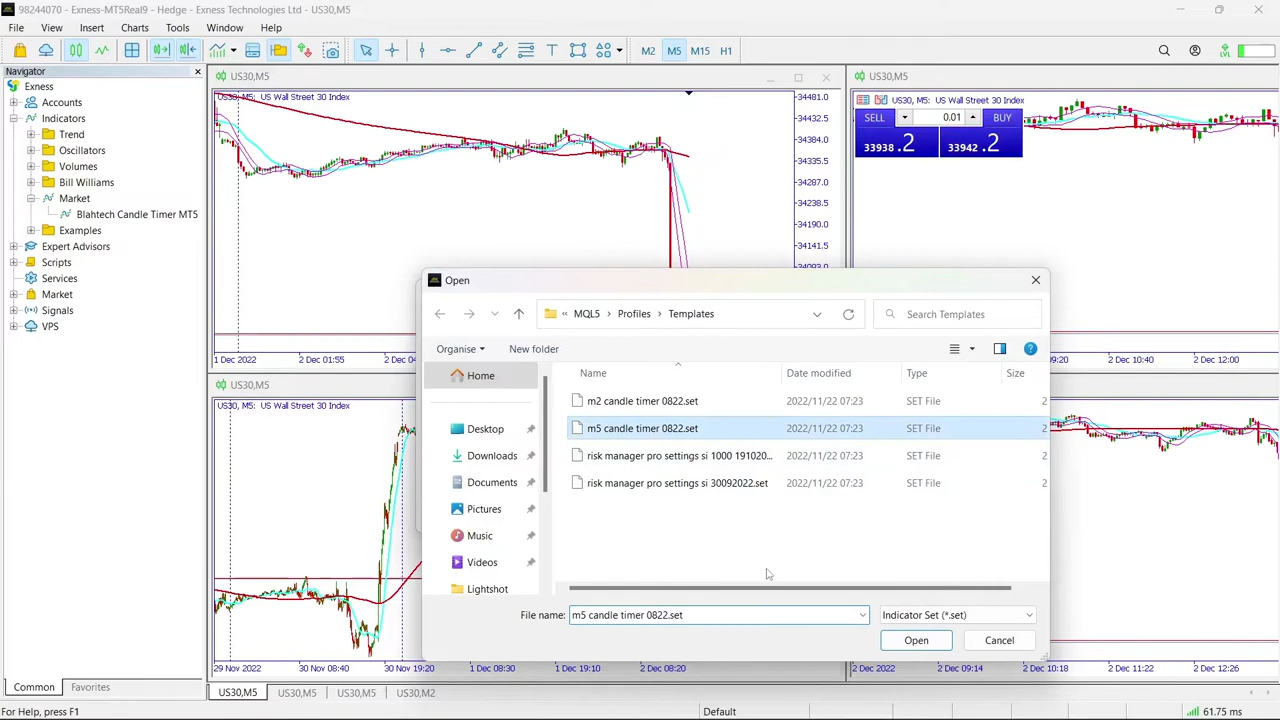 98244070 - Exness-MT5Real9 - Hedge - Exness Technologies Ltd - US30,M5
File View Insert Charts Tools Window Help
M2 M5 M15 H1
LVL
Navigator
Exness
Accounts
Indicators
Trend
Oscillators
Volumes
Bill Williams
Market
Blahtech Candle Timer MT5
Examples
Expert Advisors
Scripts
Services
Market
Signals
VPS
Common Favorites
US30,M5
US30, M5: US Wall Street 30 Index
34481.0
34432.5
34384.0
34335.5
34287.0
34238.5
34190.0
34141.5
34093.0
1 Dec 2022 2 Dec 01:55
US30,M5
US30, M5: US Wall Street 30 Index
SELL 0.01 BUY
33938.2 33942.2
2 Dec 10:40 2 Dec 12:00
US30,M5
US30, M5: US Wall Street 30 Index
29 Nov 2022 30 Nov 08:40 30 Nov 19:20 1 Dec 08:30 1 Dec 19:10 2 Dec 08:20
2 Dec 2022 2 Dec 09:14 2 Dec 10:18 2 Dec 11:22 2 Dec 12:26
Open
« MQL5 > Profiles > Templates
Search Templates
Organise New folder
Home
Desktop
Downloads
Documents
Pictures
Music
Videos
Lightshot
Name Date modified Type Size
m2 candle timer 0822.set 2022/11/22 07:23 SET File 2
m5 candle timer 0822.set 2022/11/22 07:23 SET File 2
risk manager pro settings si 1000 191020... 2022/11/22 07:23 SET File 2
risk manager pro settings si 30092022.set 2022/11/22 07:23 SET File 2
File name: m5 candle timer 0822.set Indicator Set (*.set)
Open Cancel
US30,M5 US30,M5 US30,M5 US30,M2
For Help, press F1 Default 61.75 ms